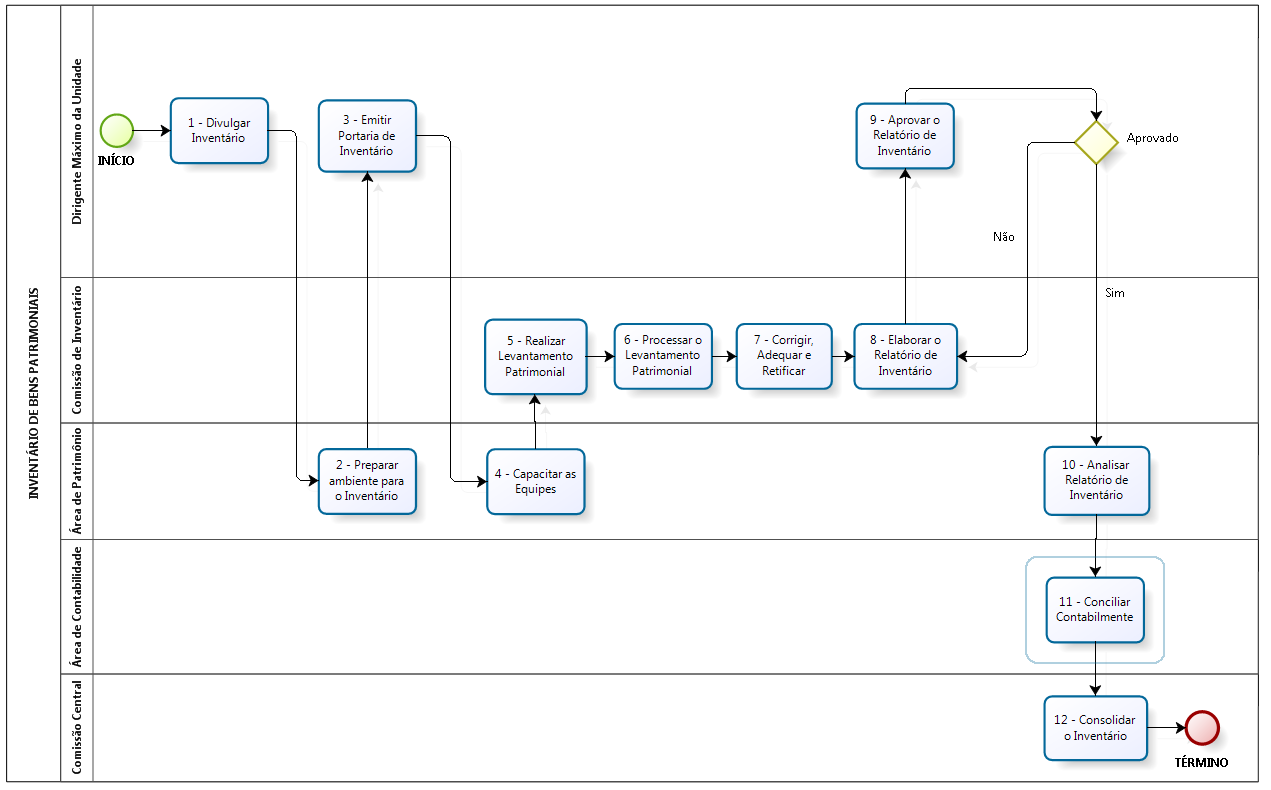 INVENTÁRIO DE BENS PATRIMONIAIS
Dirigente Máximo da Unidade
INÍCIO
1 - Divulgar
Inventário
3 - Emitir
Portaria de
Inventário
9 - Aprovar o
Relatório de
Inventário
Aprovado
Não
Sim
Comissão de Inventário
5 - Realizar
Levantamento
Patrimonial
6 - Processar o
Levantamento
Patrimonial
7 - Corrigir,
Adequar e
Retificar
8 - Elaborar o
Relatório de
Inventário
Área de Patrimônio
2 - Preparar
ambiente para
o Inventário
4 - Capacitar as
Equipes
10 - Analisar
Relatório de
Inventário
Área de Contabilidade
11 - Conciliar
Contabilmente
Comissão Central
12 - Consolidar
o Inventário
TÉRMINO